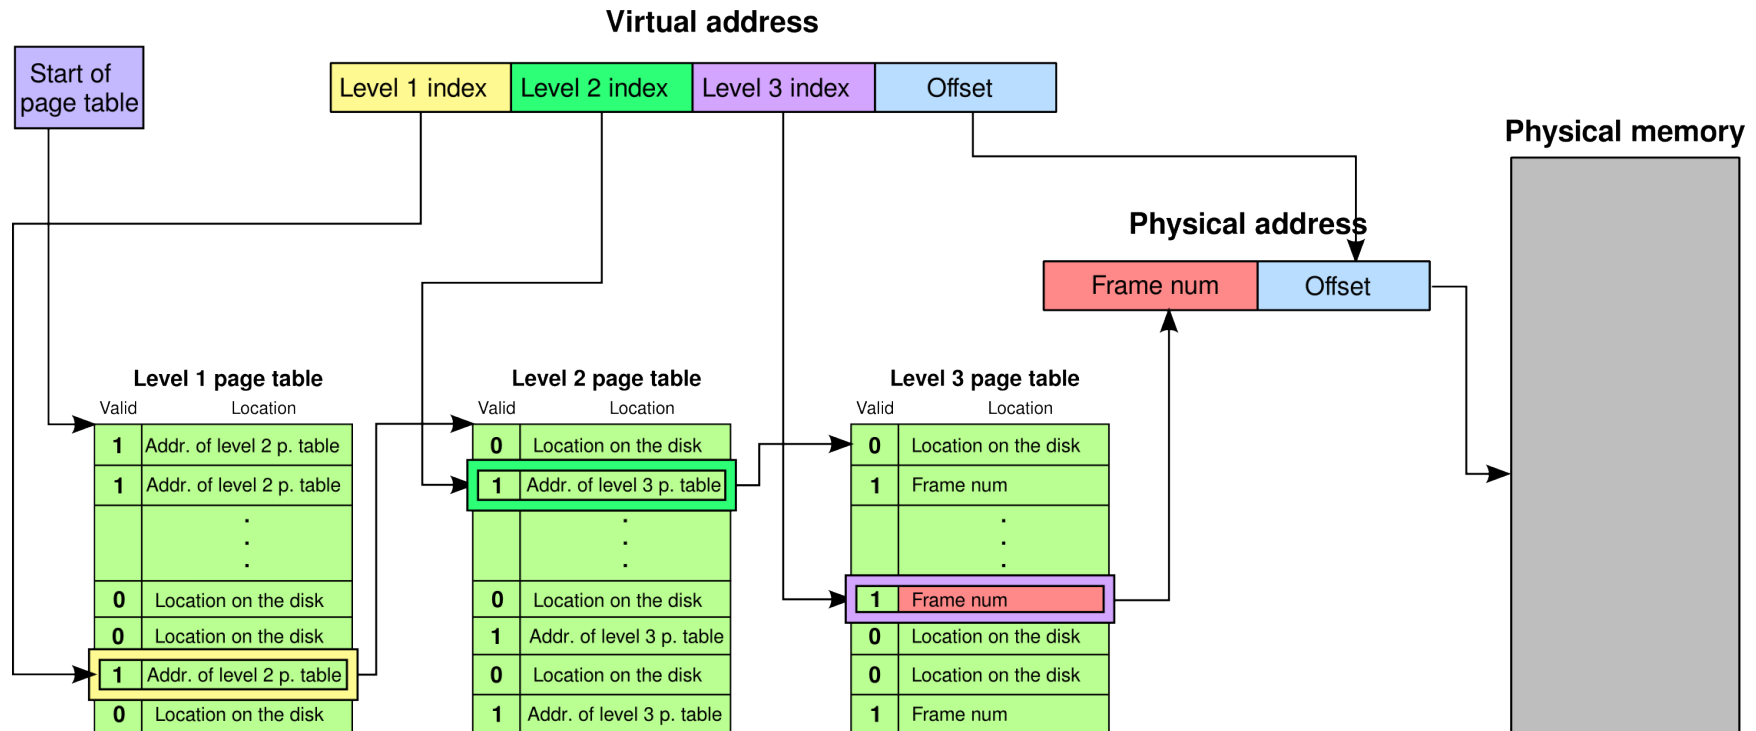 Virtual address
Start of
page table
Level 1 index Level 2 index Level 3 index Offset
Physical memory
Physical address
Frame num Offset
Level 1 page table
Valid Location
1 Addr. of level 2 p. table
1 Addr. of level 2 p. table
.
.
.
0 Location on the disk
0 Location on the disk
1 Addr. of level 2 p. table
0 Location on the disk
Level 2 page table
Valid Location
0 Location on the disk
1 Addr. of level 3 p. table
.
.
.
0 Location on the disk
1 Addr. of level 3 p. table
0 Location on the disk
1 Addr. of level 3 p. table
Level 3 page table
Valid Location
0 Location on the disk
1 Frame num
.
.
.
1 Frame num
0 Location on the disk
0 Location on the disk
1 Frame num